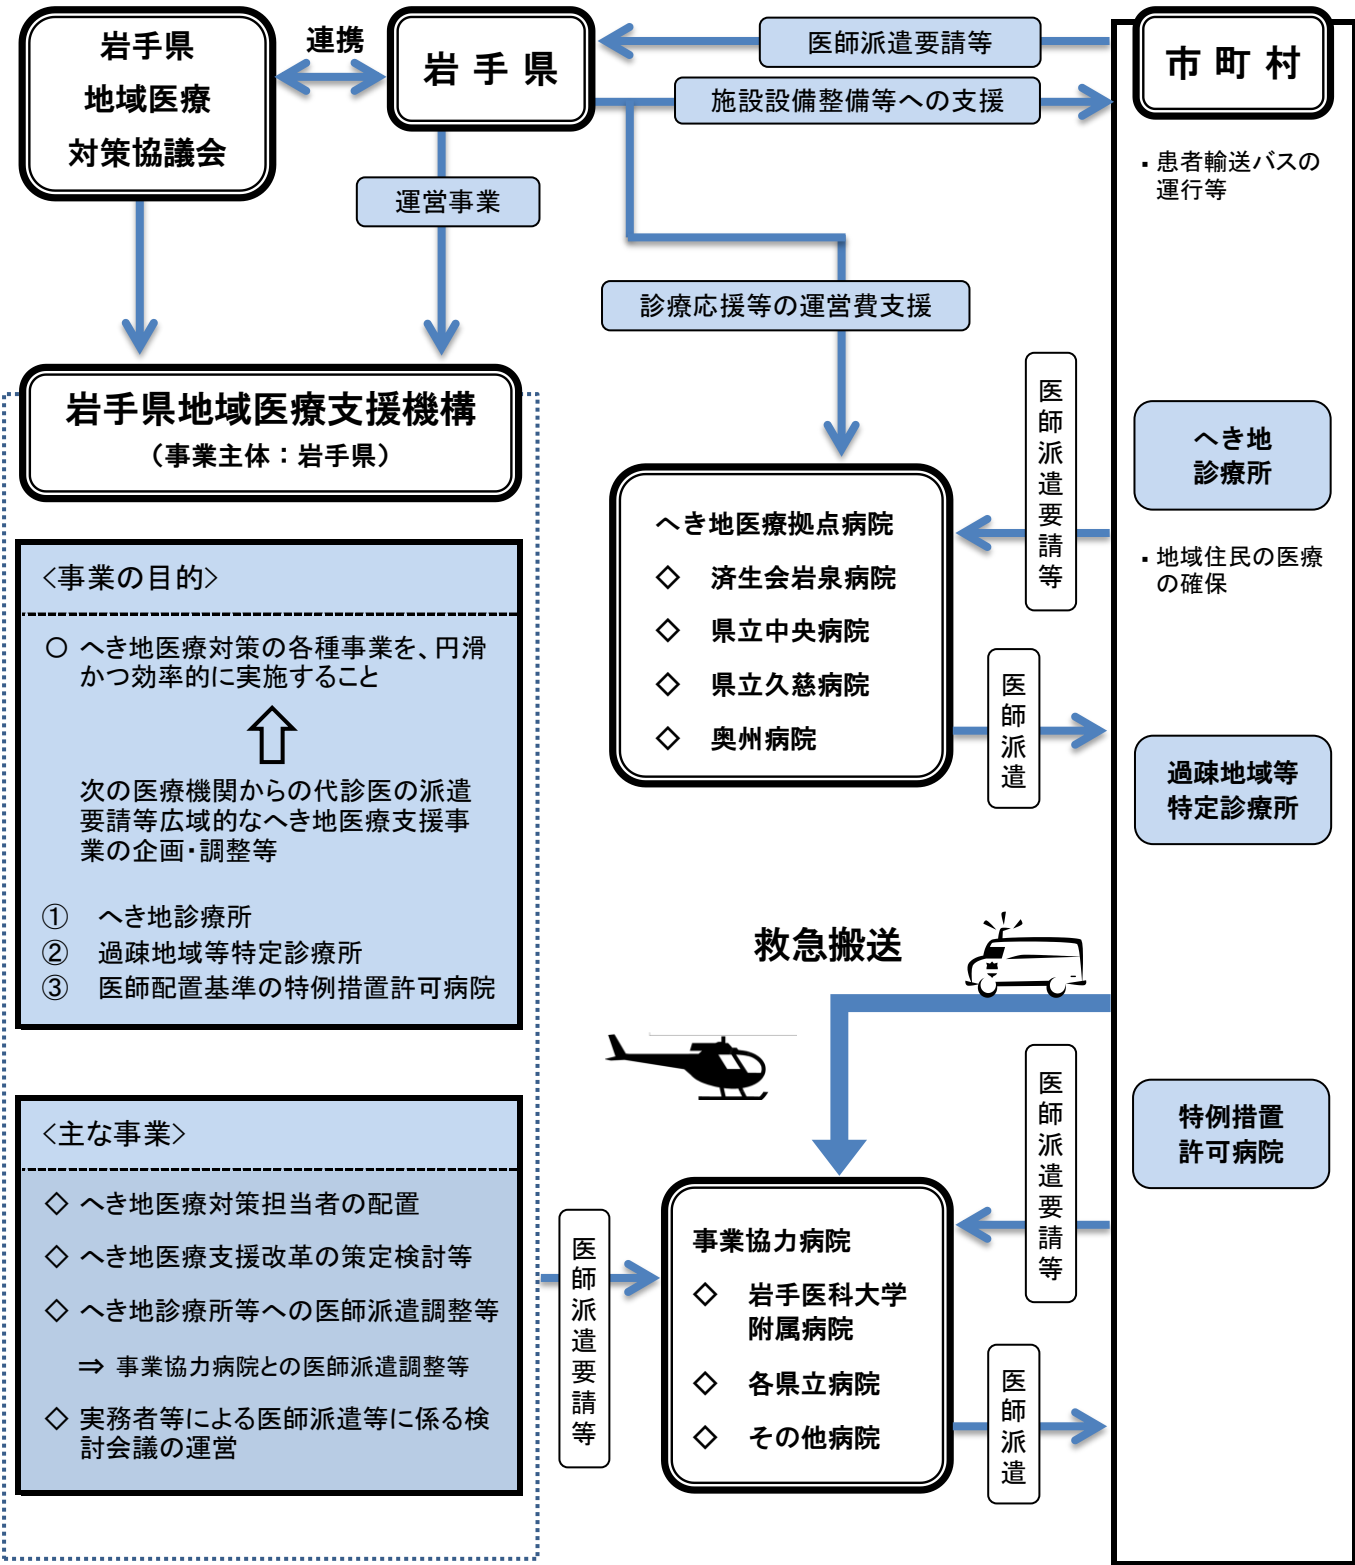 岩手県
地域医療
対策協議会
連携
岩手県
医師派遣要請等
施設設備整備等への支援
市町村
▪ 患者輸送バスの
運行等
運営事業
診療応援等の運営費支援
岩手県地域医療支援機構
（事業主体：岩手県）
<事業の目的>
○ へき地医療対策の各種事業を、円滑
かつ効率的に実施すること
次の医療機関からの代診医の派遣
要請等広域的なへき地医療支援事
業の企画・調整等
① へき地診療所
② 過疎地域等特定診療所
③ 医師配置基準の特例措置許可病院
<主な事業>
◇ へき地医療対策担当者の配置
◇ へき地医療支援改革の策定検討等
◇ へき地診療所等への医師派遣調整等
⇒ 事業協力病院との医師派遣調整等
◇ 実務者等による医師派遣等に係る検
討会議の運営
へき地医療拠点病院
◇ 済生会岩泉病院
◇ 県立中央病院
◇ 県立久慈病院
◇ 奥州病院
医師派遣要請等
医師派遣
へき地
診療所
▪ 地域住民の医療
の確保
過疎地域等
特定診療所
救急搬送
特例措置
許可病院
医師派遣要請等
事業協力病院
◇ 岩手医科大学
附属病院
◇ 各県立病院
◇ その他病院
医師派遣要請等
医師派遣